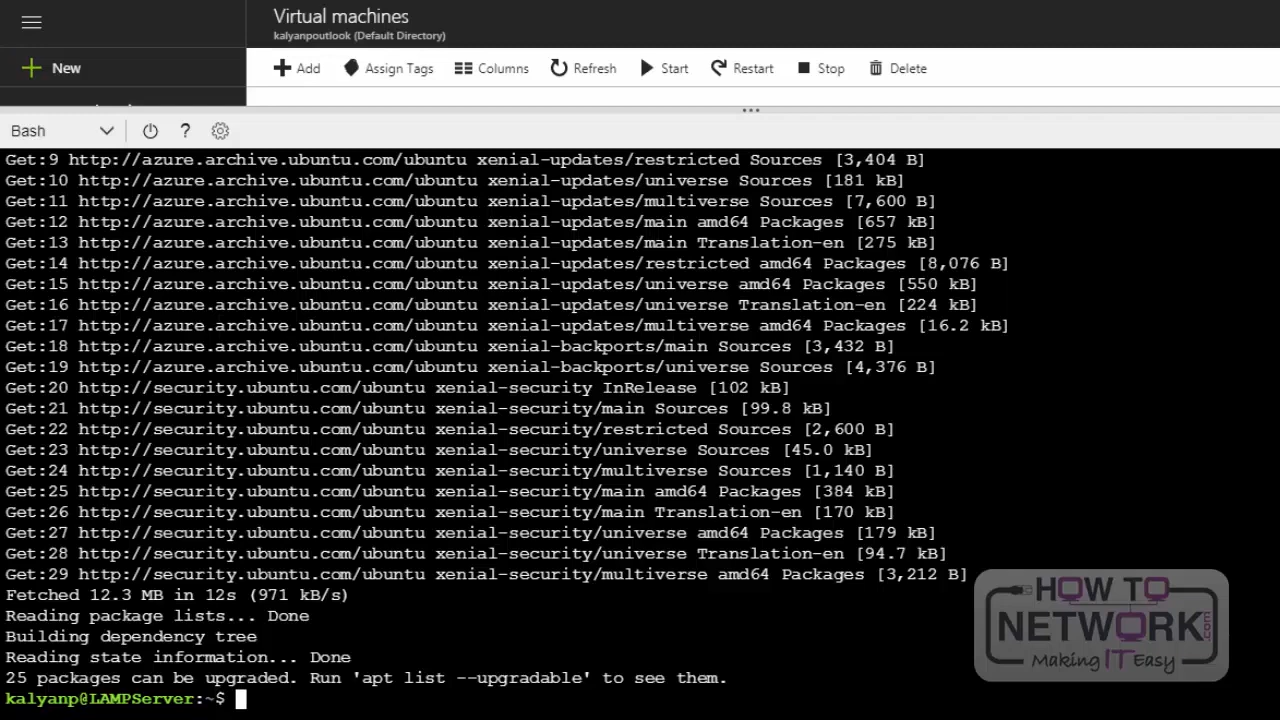 Virtual machines
kalyanpoutlook (Default Directory)
New
Add Assign Tags Columns Refresh Start Restart Stop Delete
Bash ?
Get:9 http://azure.archive.ubuntu.com/ubuntu xenial-updates/restricted Sources [3,404 B]
Get:10 http://azure.archive.ubuntu.com/ubuntu xenial-updates/universe Sources [181 kB]
Get:11 http://azure.archive.ubuntu.com/ubuntu xenial-updates/multiverse Sources [7,600 B]
Get:12 http://azure.archive.ubuntu.com/ubuntu xenial-updates/main amd64 Packages [657 kB]
Get:13 http://azure.archive.ubuntu.com/ubuntu xenial-updates/main Translation-en [275 kB]
Get:14 http://azure.archive.ubuntu.com/ubuntu xenial-updates/restricted amd64 Packages [8,076 B]
Get:15 http://azure.archive.ubuntu.com/ubuntu xenial-updates/universe amd64 Packages [550 kB]
Get:16 http://azure.archive.ubuntu.com/ubuntu xenial-updates/universe Translation-en [224 kB]
Get:17 http://azure.archive.ubuntu.com/ubuntu xenial-updates/multiverse amd64 Packages [16.2 kB]
Get:18 http://azure.archive.ubuntu.com/ubuntu xenial-backports/main Sources [3,432 B]
Get:19 http://azure.archive.ubuntu.com/ubuntu xenial-backports/universe Sources [4,376 B]
Get:20 http://security.ubuntu.com/ubuntu xenial-security InRelease [102 kB]
Get:21 http://security.ubuntu.com/ubuntu xenial-security/main Sources [99.8 kB]
Get:22 http://security.ubuntu.com/ubuntu xenial-security/restricted Sources [2,600 B]
Get:23 http://security.ubuntu.com/ubuntu xenial-security/universe Sources [45.0 kB]
Get:24 http://security.ubuntu.com/ubuntu xenial-security/multiverse Sources [1,140 B]
Get:25 http://security.ubuntu.com/ubuntu xenial-security/main amd64 Packages [384 kB]
Get:26 http://security.ubuntu.com/ubuntu xenial-security/main Translation-en [170 kB]
Get:27 http://security.ubuntu.com/ubuntu xenial-security/universe amd64 Packages [179 kB]
Get:28 http://security.ubuntu.com/ubuntu xenial-security/universe Translation-en [94.7 kB]
Get:29 http://security.ubuntu.com/ubuntu xenial-security/multiverse amd64 Packages [3,212 B]
Fetched 12.3 MB in 12s (971 kB/s)
Reading package lists... Done
Building dependency tree
Reading state information... Done
25 packages can be upgraded. Run 'apt list --upgradable' to see them.
kalyanp@LAMPServer:~$
HOW TO
NETWORK.com
Making IT Easy